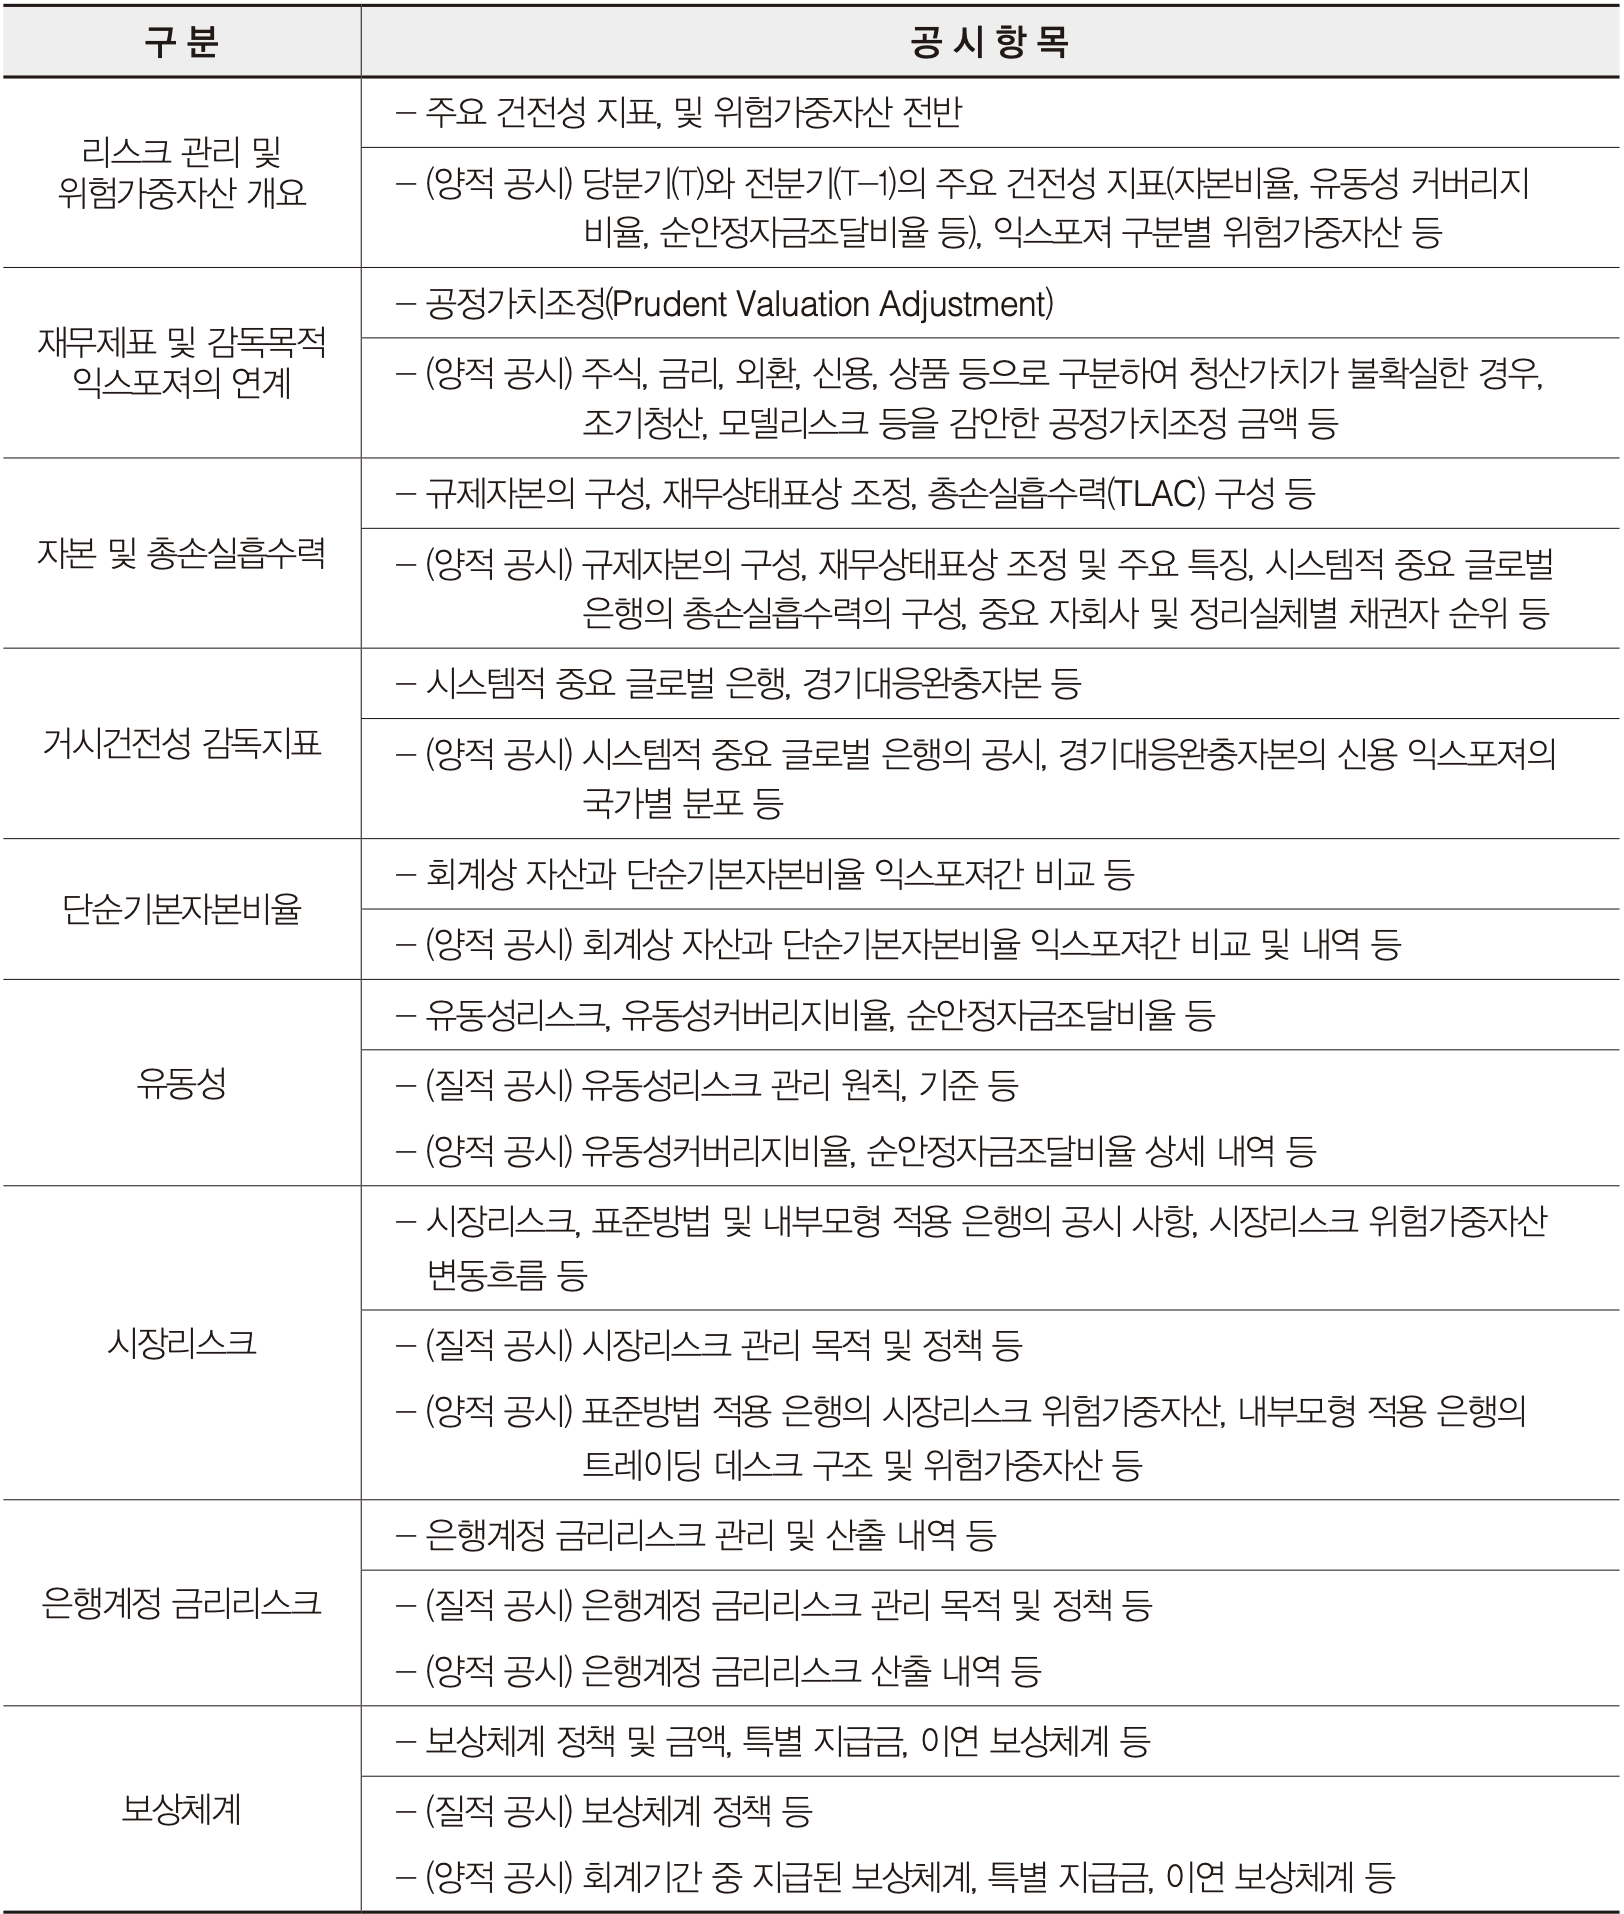 구 분
공 시 항 목
리스크 관리 및
위험가중자산 개요
– 주요 건전성 지표, 및 위험가중자산 전반
– (양적 공시) 당분기(T)와 전분기(T–1)의 주요 건전성 지표(자본비율, 유동성 커버리지
비율, 순안정자금조달비율 등), 익스포져 구분별 위험가중자산 등
재무제표 및 감독목적
익스포져의 연계
– 공정가치조정(Prudent Valuation Adjustment)
– (양적 공시) 주식, 금리, 외환, 신용, 상품 등으로 구분하여 청산가치가 불확실한 경우,
조기청산, 모델리스크 등을 감안한 공정가치조정 금액 등
자본 및 총손실흡수력
– 규제자본의 구성, 재무상태표상 조정, 총손실흡수력(TLAC) 구성 등
– (양적 공시) 규제자본의 구성, 재무상태표상 조정 및 주요 특징, 시스템적 중요 글로벌
은행의 총손실흡수력의 구성, 중요 자회사 및 정리실체별 채권자 순위 등
거시건전성 감독지표
– 시스템적 중요 글로벌 은행, 경기대응완충자본 등
– (양적 공시) 시스템적 중요 글로벌 은행의 공시, 경기대응완충자본의 신용 익스포져의
국가별 분포 등
단순기본자본비율
– 회계상 자산과 단순기본자본비율 익스포져간 비교 등
– (양적 공시) 회계상 자산과 단순기본자본비율 익스포져간 비교 및 내역 등
유동성
– 유동성리스크, 유동성커버리지비율, 순안정자금조달비율 등
– (질적 공시) 유동성리스크 관리 원칙, 기준 등
– (양적 공시) 유동성커버리지비율, 순안정자금조달비율 상세 내역 등
시장리스크
– 시장리스크, 표준방법 및 내부모형 적용 은행의 공시 사항, 시장리스크 위험가중자산
변동흐름 등
– (질적 공시) 시장리스크 관리 목적 및 정책 등
– (양적 공시) 표준방법 적용 은행의 시장리스크 위험가중자산, 내부모형 적용 은행의
트레이딩 데스크 구조 및 위험가중자산 등
은행계정 금리리스크
– 은행계정 금리리스크 관리 및 산출 내역 등
– (질적 공시) 은행계정 금리리스크 관리 목적 및 정책 등
– (양적 공시) 은행계정 금리리스크 산출 내역 등
보상체계
– 보상체계 정책 및 금액, 특별 지급금, 이연 보상체계 등
– (질적 공시) 보상체계 정책 등
– (양적 공시) 회계기간 중 지급된 보상체계, 특별 지급금, 이연 보상체계 등